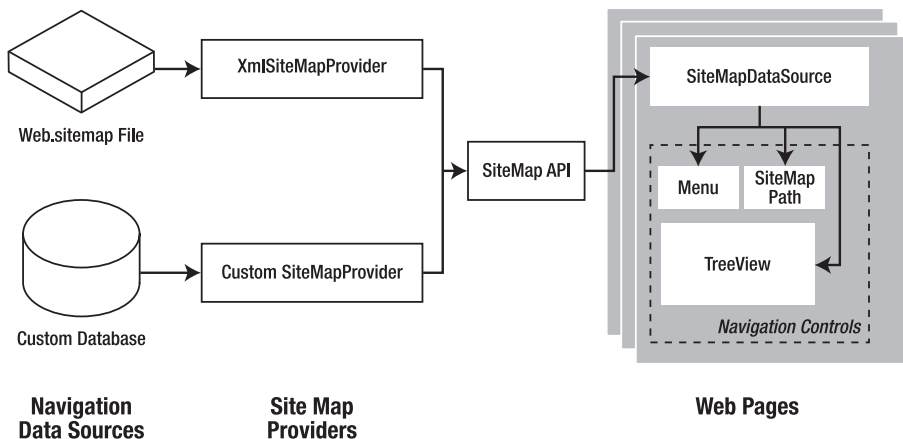 XmlSiteMapProvider
Web.sitemap File
SiteMap API
Custom SiteMapProvider
Custom Database
SiteMapDataSource
Menu
SiteMap
Path
TreeView
Navigation Controls
Navigation
Data Sources
Site Map
Providers
Web Pages